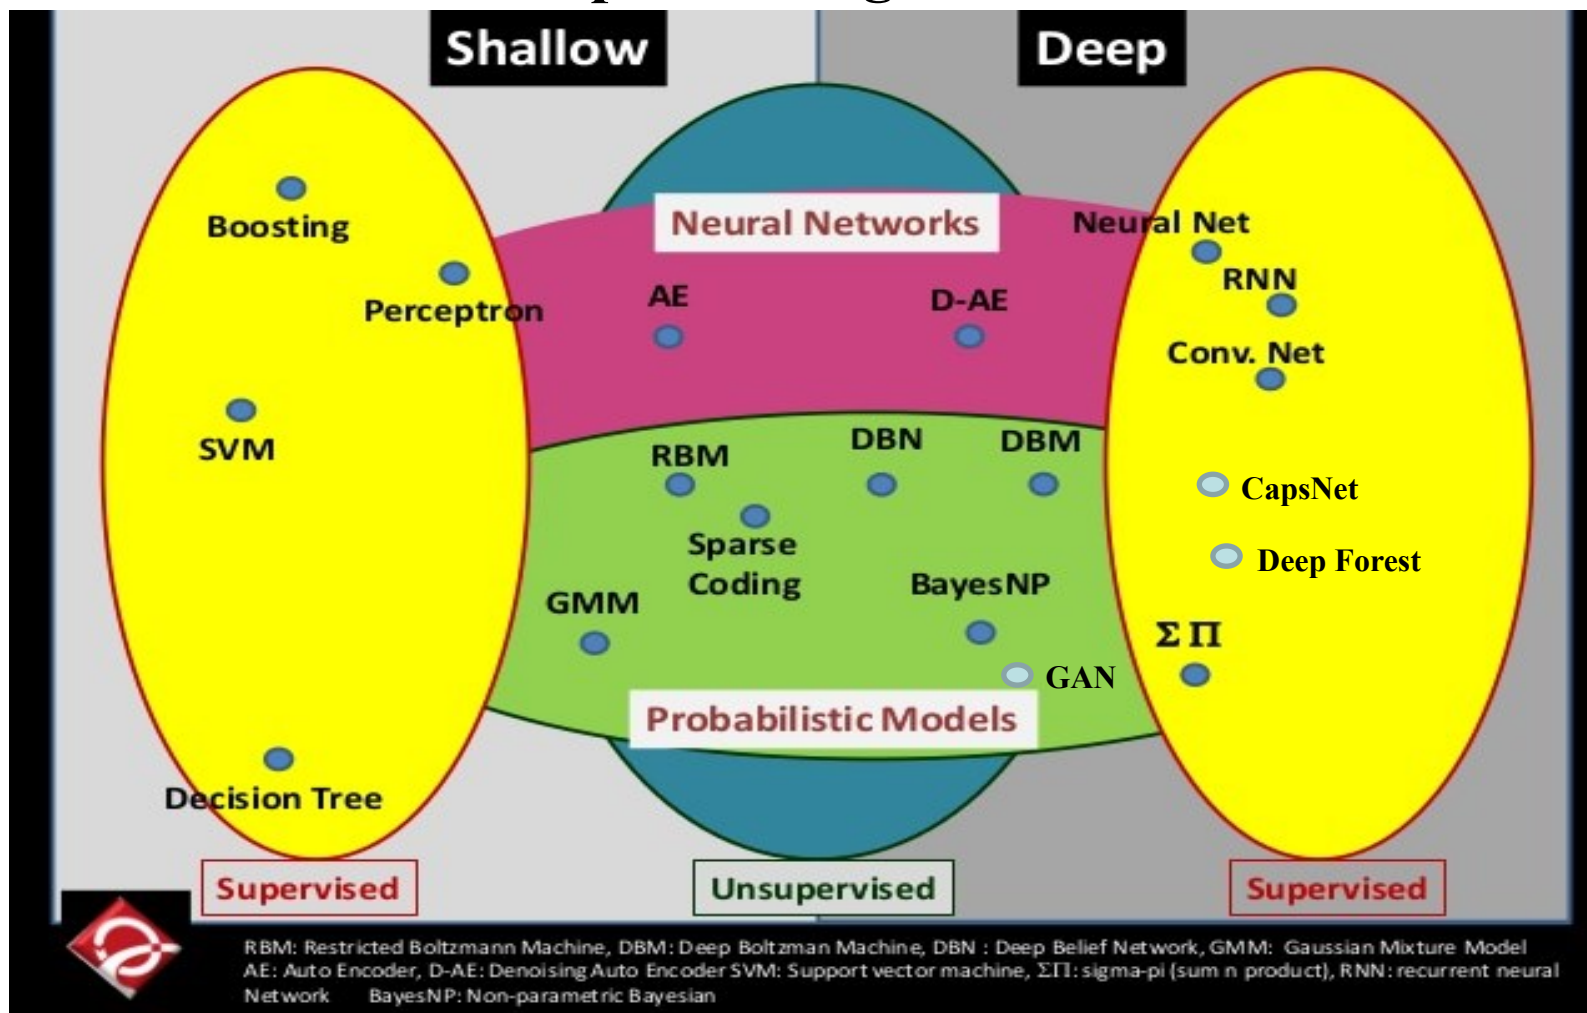 Shallow
Deep
Neural Networks
Neural Net
Boosting
RNN
AE
D-AE
Perceptron
Conv. Net
DBN
DBM
SVM
RBM
CapsNet
Sparse
Coding
Deep Forest
BayesNP
GMM
Σ Π
GAN
Probabilistic Models
Decision Tree
Supervised
Unsupervised
Supervised
RBM: Restricted Boltzmann Machine, DBM: Deep Boltzman Machine, DBN : Deep Belief Network, GMM: Gaussian Mixture Model
AE: Auto Encoder, D-AE: Denoising Auto Encoder SVM: Support vector machine, ΣΠ: sigma-pi (sum n product), RNN: recurrent neural
Network BayesNP: Non-parametric Bayesian